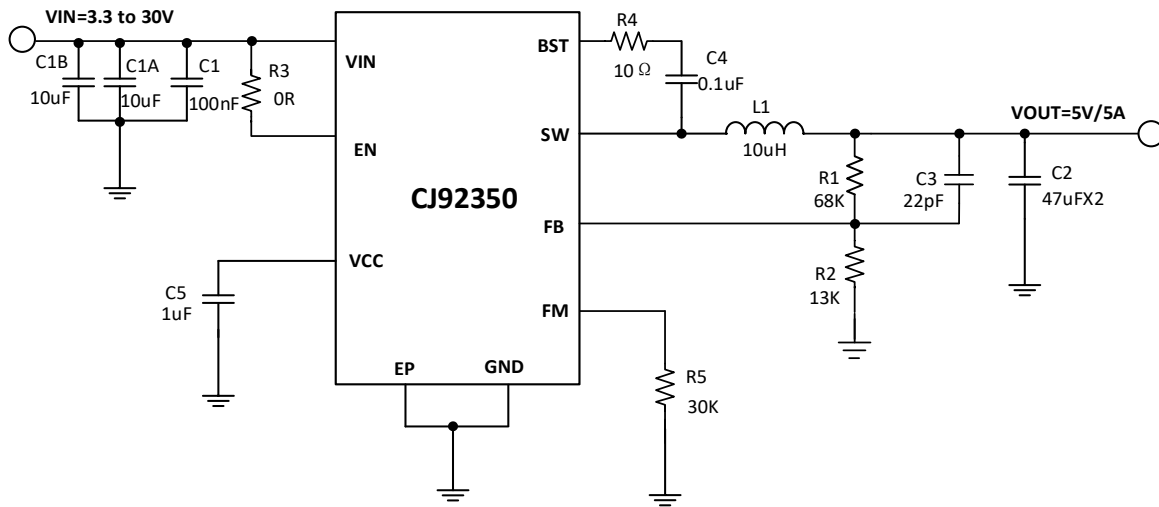 VIN=3.3 to 30V
C1B
10uF
C1A
10uF
C1
100nF
R3
0R
VIN
EN
VCC
CJ92350
BST
SW
FB
FM
EP
GND
R4
10Ω
C4
0.1uF
L1
10uH
VOUT=5V/5A
R1
68K
C3
22pF
C2
47uFX2
R2
13K
C5
1uF
R5
30K